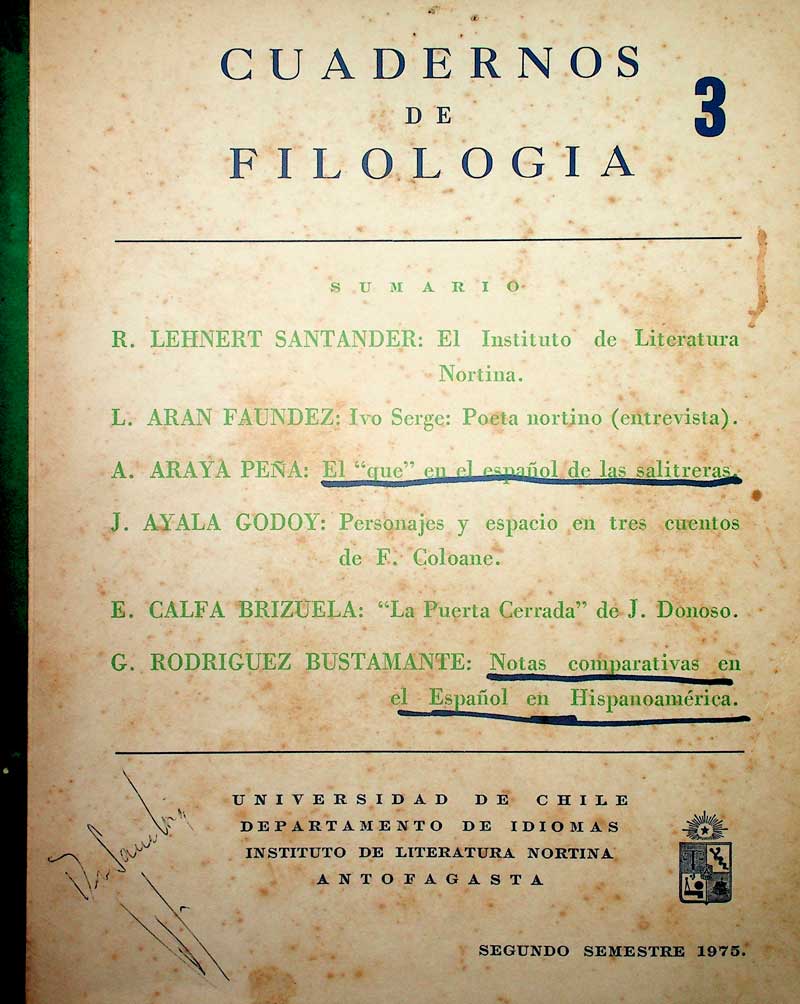 CUADERNOS
DE
FILOLOGIA
3
SUMARIO
R. LEHNERT SANTANDER: El Instituto de Literatura
Nortina.
L. ARAN FAUNDEZ: Ivo Serge: Poeta nortino (entrevista).
A. ARAYA PEÑA: El “que” en el español de las salitreras.
J. AYALA GODOY: Personajes y espacio en tres cuentos
de F. Coloane.
E. CALFA BRIZUELA: “La Puerta Cerrada” de J. Donoso.
G. RODRIGUEZ BUSTAMANTE: Notas comparativas en
el Español en Hispanoamérica.
UNIVERSIDAD DE CHILE
DEPARTAMENTO DE IDIOMAS
INSTITUTO DE LITERATURA NORTINA
ANTOFAGASTA
SEGUNDO SEMESTRE 1975.